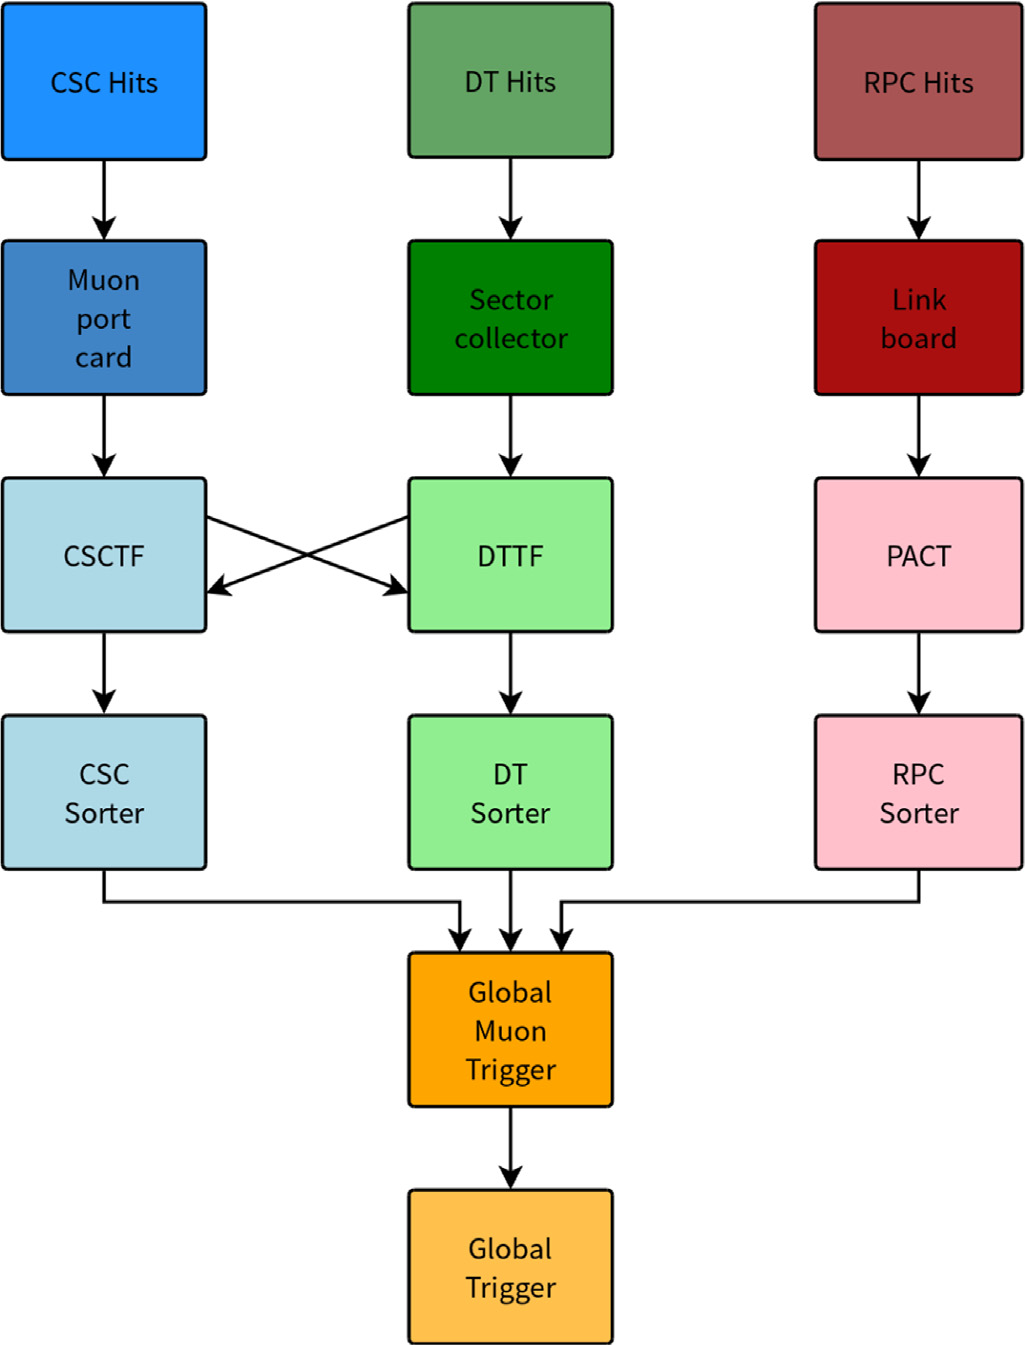 CSC Hits
DT Hits
RPC Hits
Muon
port
card
Sector
collector
Link
board
CSCTF
DTTF
PACT
CSC
Sorter
DT
Sorter
RPC
Sorter
Global
Muon
Trigger
Global
Trigger